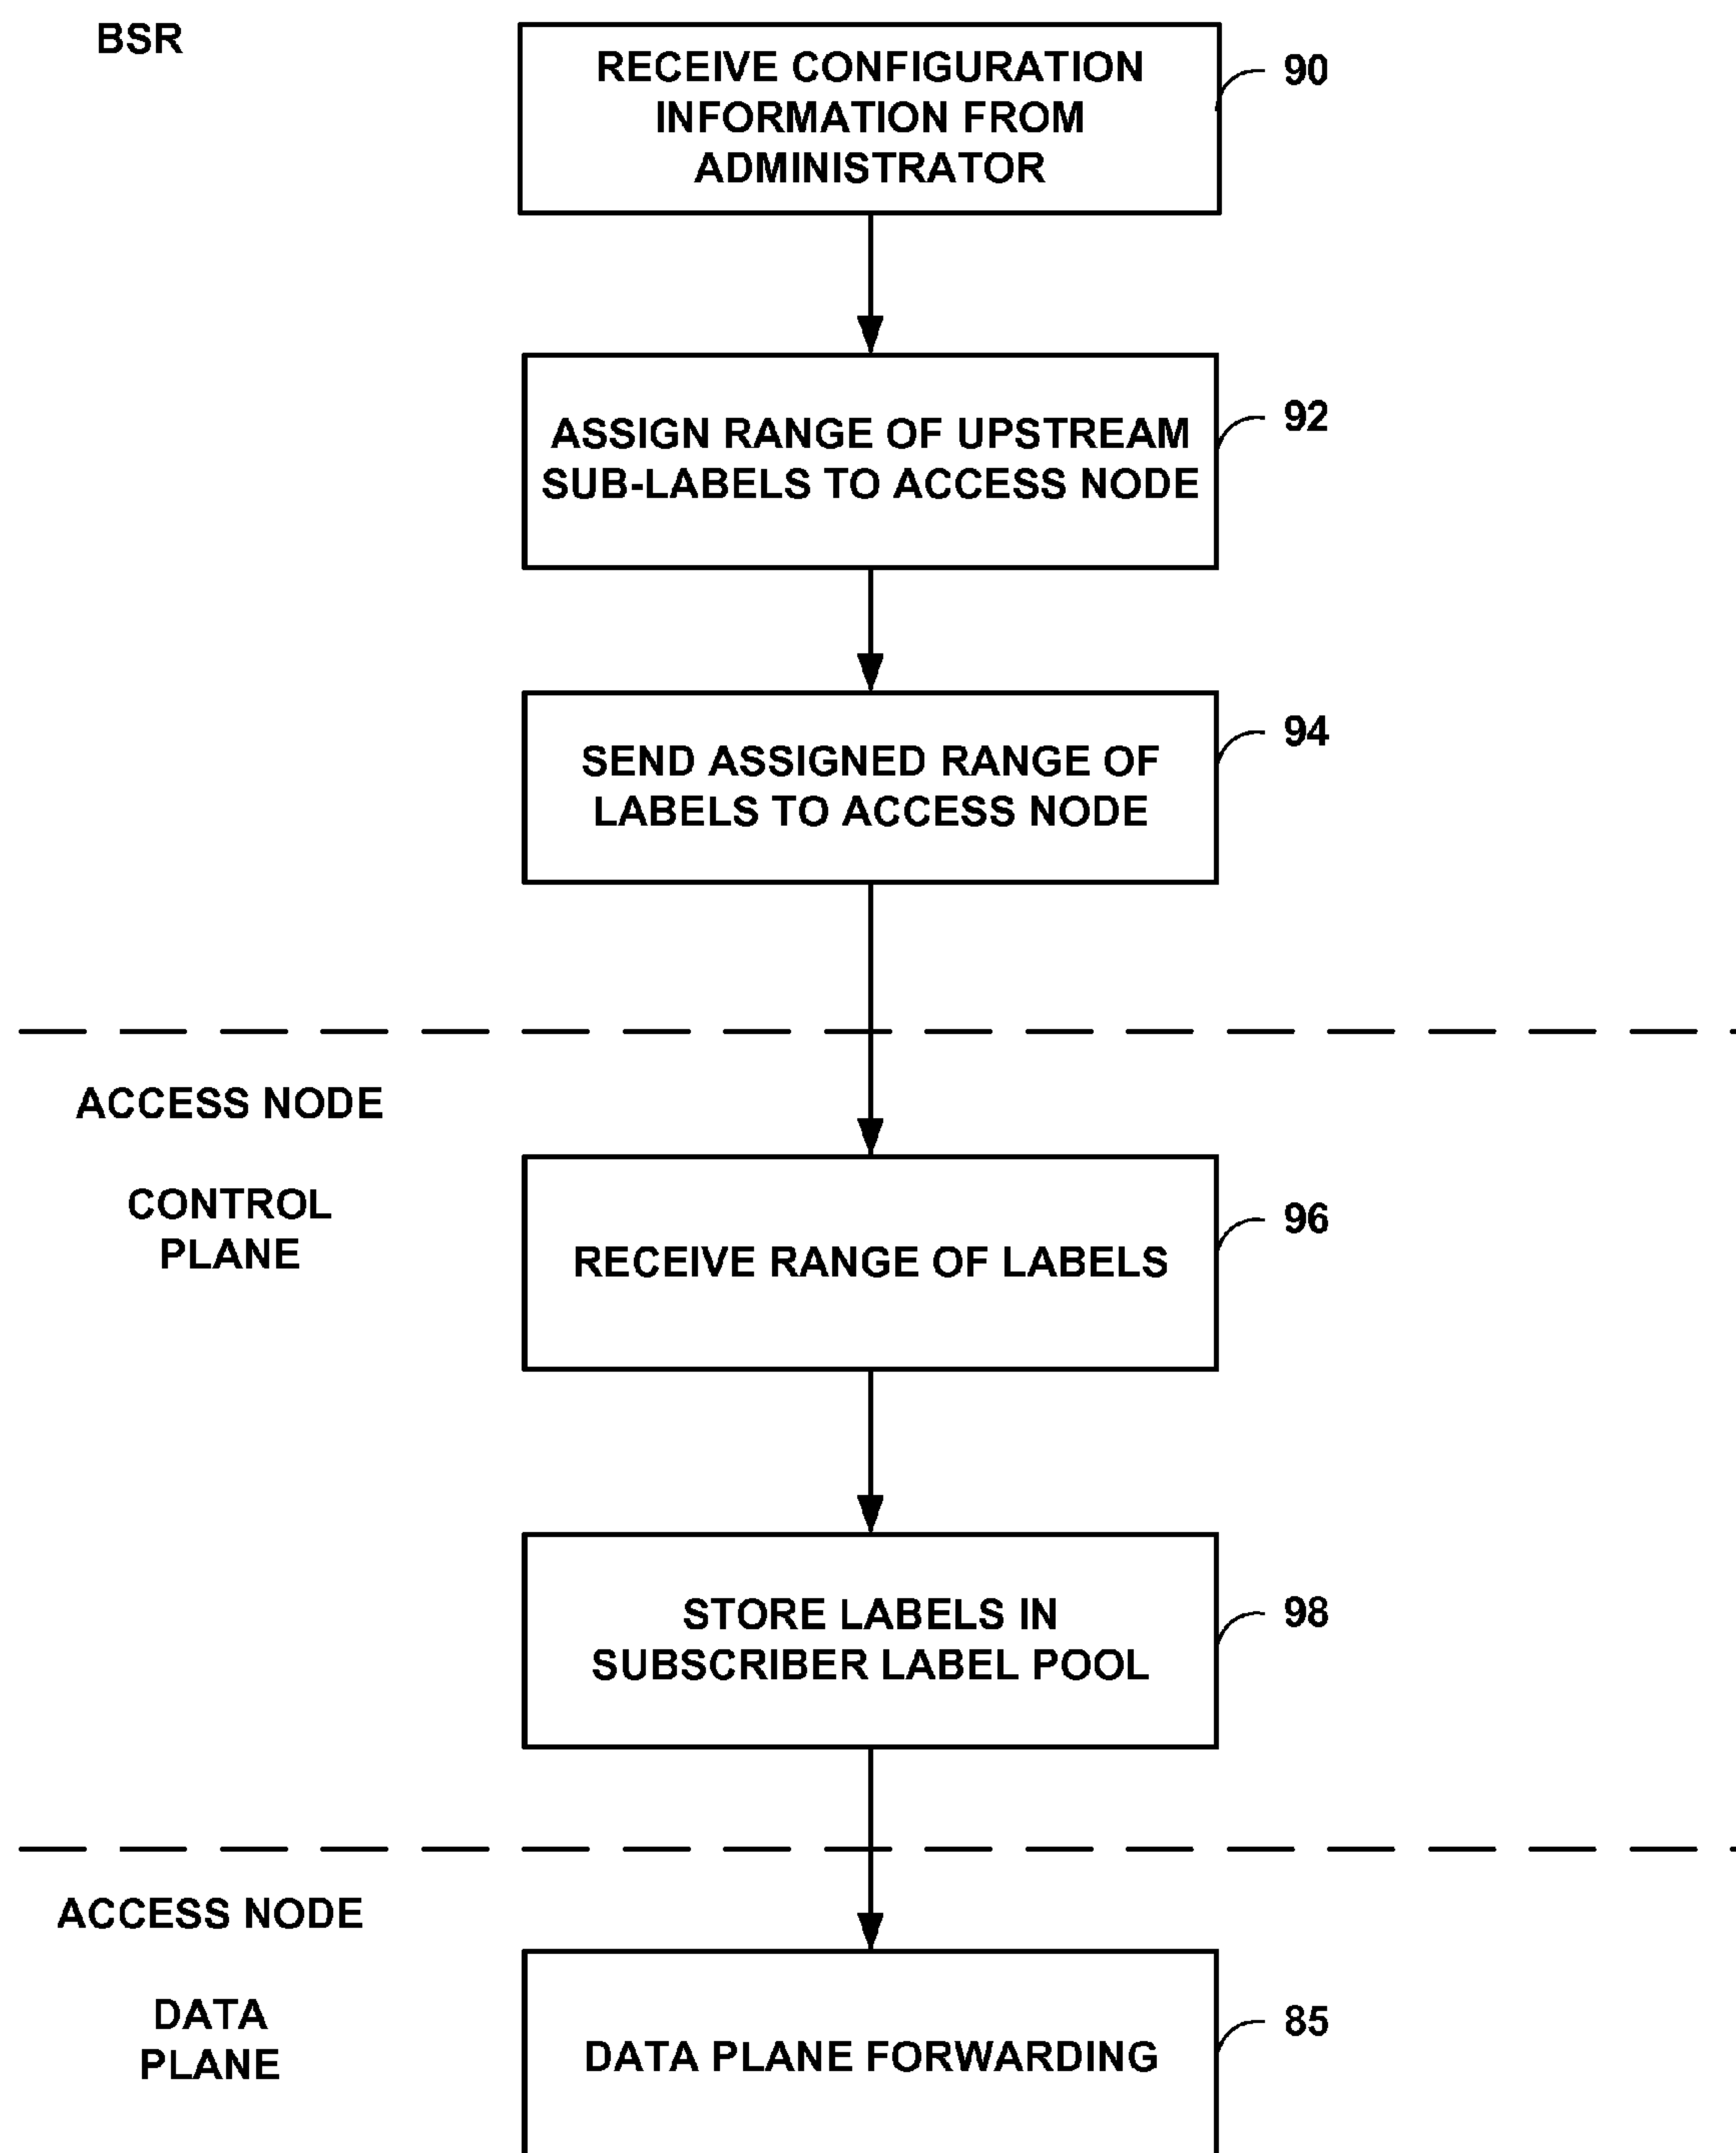 BSR
RECEIVE CONFIGURATION
INFORMATION FROM
ADMINISTRATOR
90
ASSIGN RANGE OF UPSTREAM
SUB-LABELS TO ACCESS NODE
92
SEND ASSIGNED RANGE OF
LABELS TO ACCESS NODE
94
ACCESS NODE
CONTROL
PLANE
RECEIVE RANGE OF LABELS
96
STORE LABELS IN
SUBSCRIBER LABEL POOL
98
ACCESS NODE
DATA
PLANE
DATA PLANE FORWARDING
85